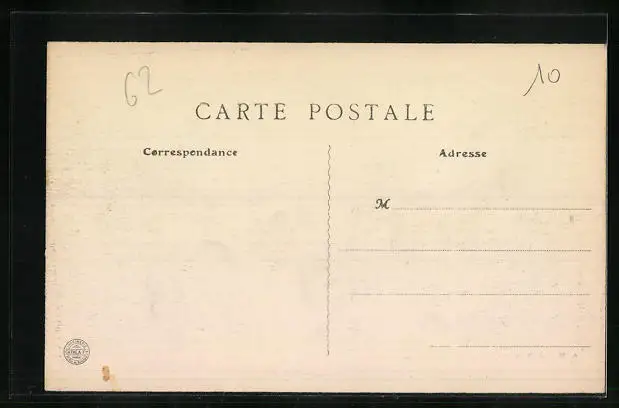 62
10
CARTE POSTALE
Correspondance
Adresse
M